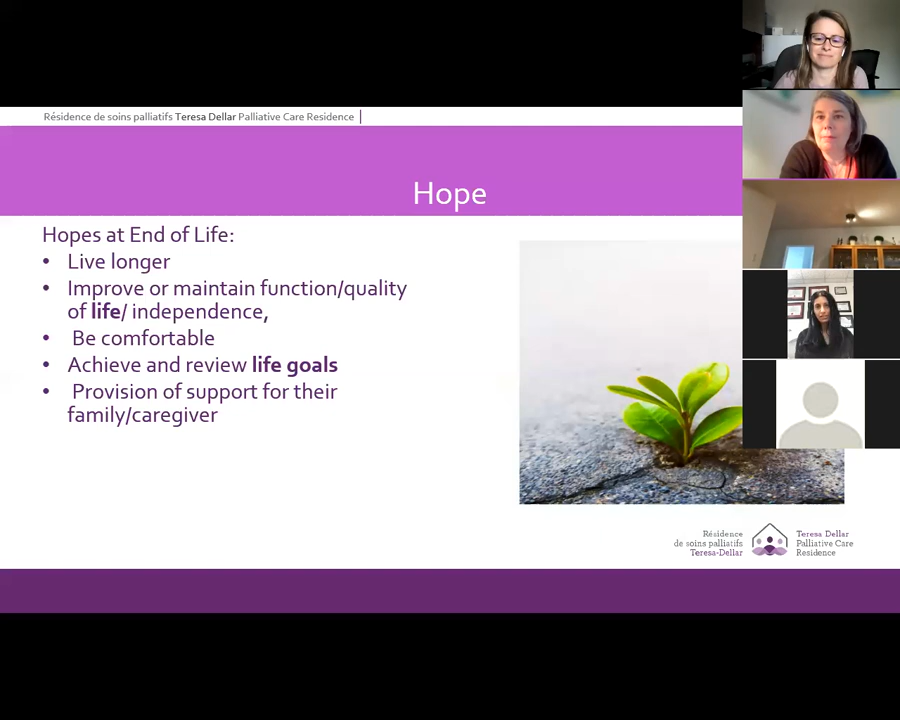 Résidence de soins palliatifs Teresa Dellar Palliative Care Residence
Hope
Hopes at End of Life:
• Live longer
• Improve or maintain function/quality
of life/ independence,
• Be comfortable
• Achieve and review life goals
• Provision of support for their
family/caregiver
Résidence
de soins palliatifs
Teresa-Dellar
Teresa Dellar
Palliative Care
Residence